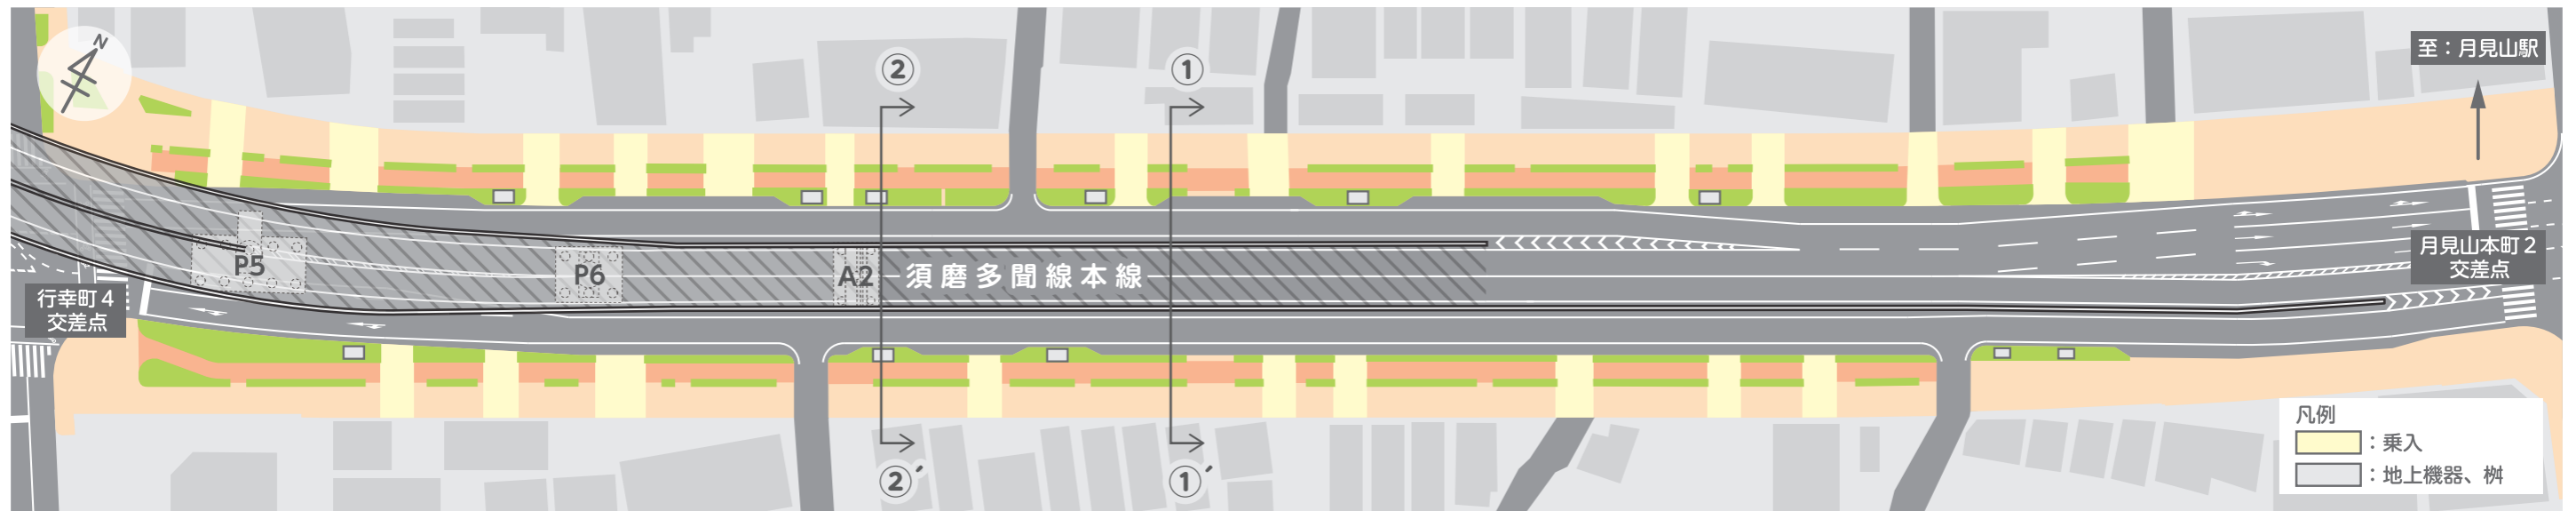 N
②
①
至：月見山駅
P5
P6
A2
須磨多聞線本線
月見山本町２
交差点
行幸町４
交差点
②´
①´
凡例
：乗入
：地上機器、桝